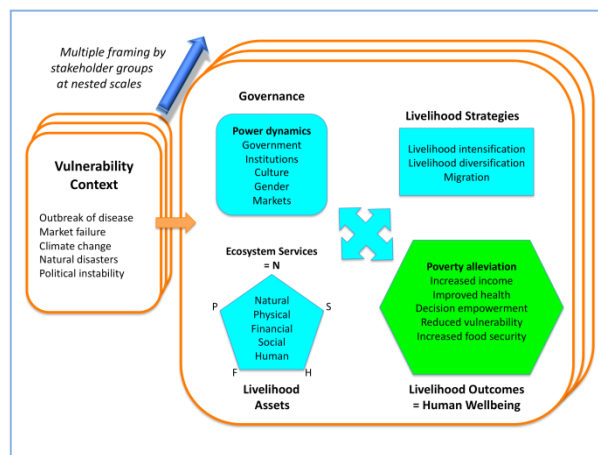 Multiple framing by
stakeholder groups
at nested scales
Vulnerability
Context
Outbreak of disease
Market failure
Climate change
Natural disasters
Political instability
Governance
Power dynamics
Government
Institutions
Culture
Gender
Markets
Livelihood Strategies
Livelihood intensification
Livelihood diversification
Migration
Ecosystem Services
= N
P
S
F
H
Natural
Physical
Financial
Social
Human
Livelihood
Assets
Poverty alleviation
Increased income
Improved health
Decision empowerment
Reduced vulnerability
Increased food security
Livelihood Outcomes
= Human Wellbeing